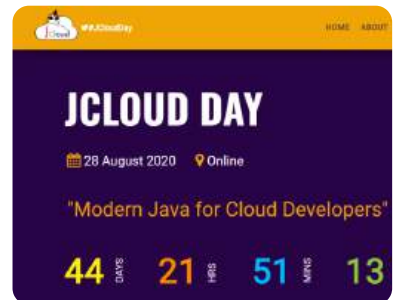 JCloud #JCloudDay HOME ABOUT
JCLOUD DAY
28 August 2020 Online
"Modern Java for Cloud Developers"
44 DAYS 21 HRS 51 MINS 13